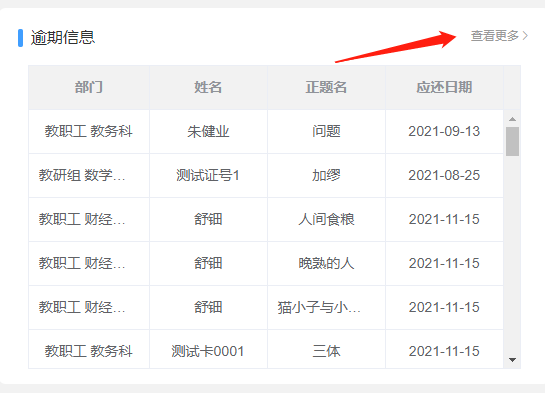 逾期信息
查看更多 >
部门 姓名 正题名 应还日期
教职工 教务科 朱健业 问题 2021-09-13
教研组 数学... 测试证号1 加缪 2021-08-25
教职工 财经... 舒钿 人间食粮 2021-11-15
教职工 财经... 舒钿 晚熟的人 2021-11-15
教职工 财经... 舒钿 猫小子与小... 2021-11-15
教职工 教务科 测试卡0001 三体 2021-11-15